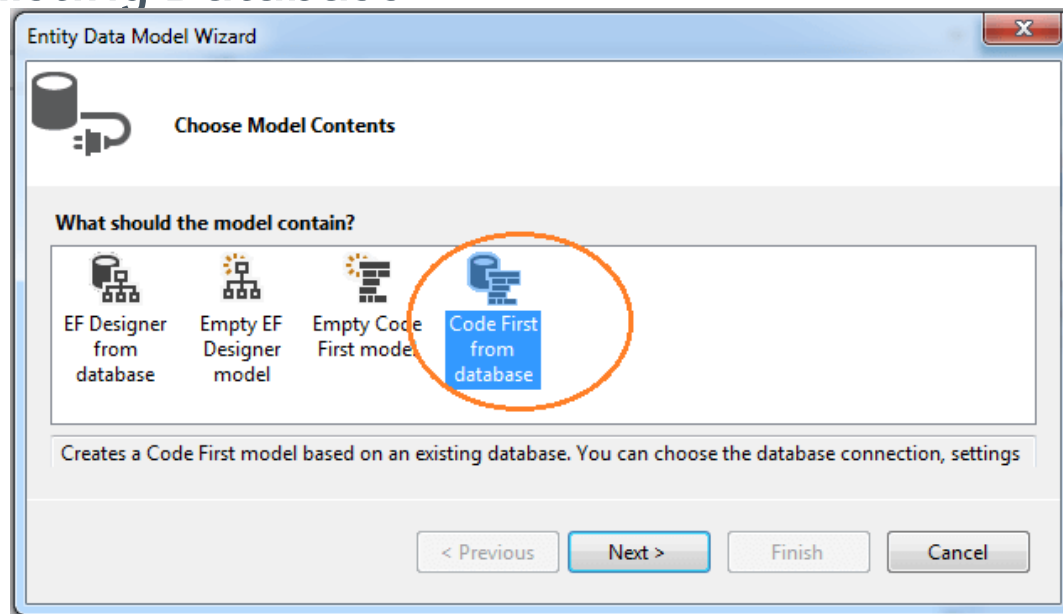 Entity Data Model Wizard
Choose Model Contents
What should the model contain?
EF Designer
from
database
Empty EF
Designer
model
Empty Code
First model
Code First
from
database
Creates a Code First model based on an existing database. You can choose the database connection, settings
< Previous
Next >
Finish
Cancel